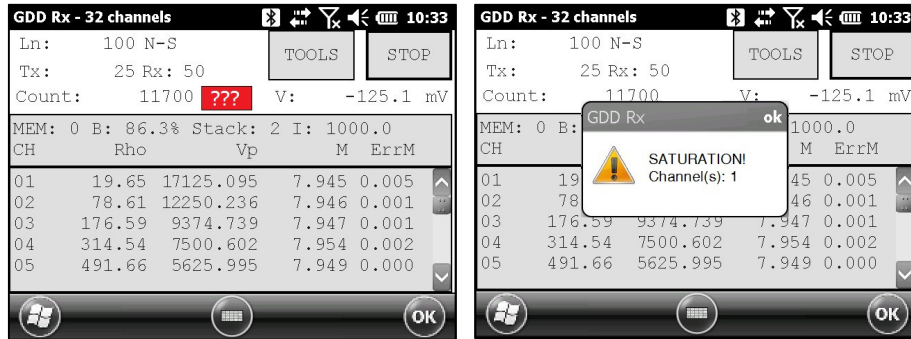 GDD Rx - 32 channels 10:33
Ln: 100 N-S TOOLS STOP
Tx: 25 Rx: 50
Count: 11700 ??? V: -125.1 mV
MEM: 0 B: 86.3% Stack: 2 I: 1000.0
CH Rho Vp M ErrM
01 19.65 17125.095 7.945 0.005
02 78.61 12250.236 7.946 0.001
03 176.59 9374.739 7.947 0.001
04 314.54 7500.602 7.954 0.002
05 491.66 5625.995 7.949 0.000
OK
GDD Rx - 32 channels 10:33
Ln: 100 N-S TOOLS STOP
Tx: 25 Rx: 50
Count: 11700 V: -125.1 mV
MEM: 0 B: 1000.0
CH M ErrM
GDD Rx ok
SATURATION!
Channel(s): 1
01 19 45 0.005
02 78 46 0.001
03 176.59 9374.739 7.947 0.001
04 314.54 7500.602 7.954 0.002
05 491.66 5625.995 7.949 0.000
OK